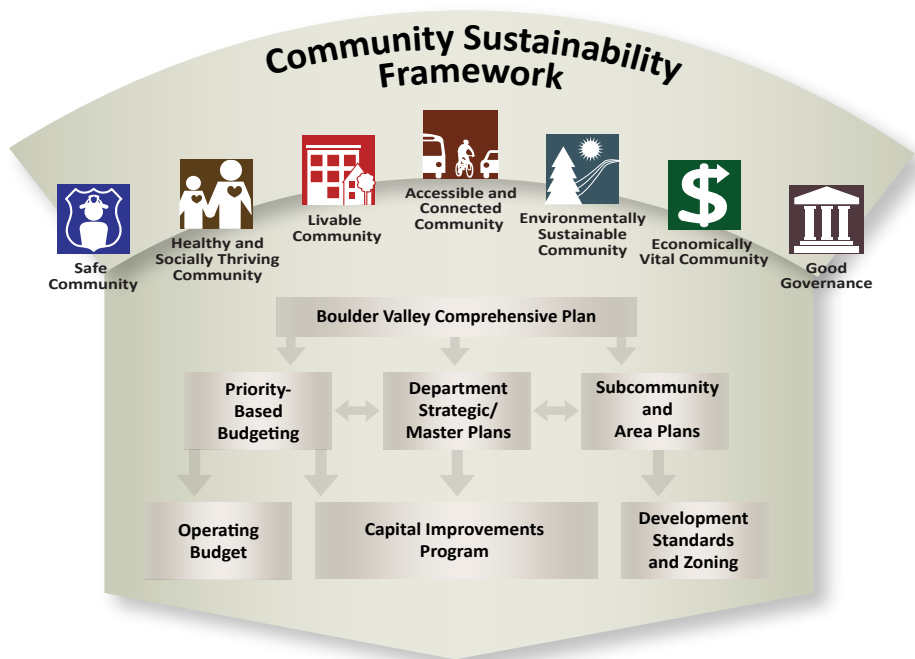 Community Sustainability
Framework
Safe
Community
Healthy and
Socially Thriving
Community
Livable
Community
Accessible and
Connected
Community
Environmentally
Sustainable
Community
Economically
Vital Community
$
Good
Governance
Boulder Valley Comprehensive Plan
Priority-
Based
Budgeting
Department
Strategic/
Master Plans
Subcommunity
and
Area Plans
Operating
Budget
Capital Improvements
Program
Development
Standards
and Zoning